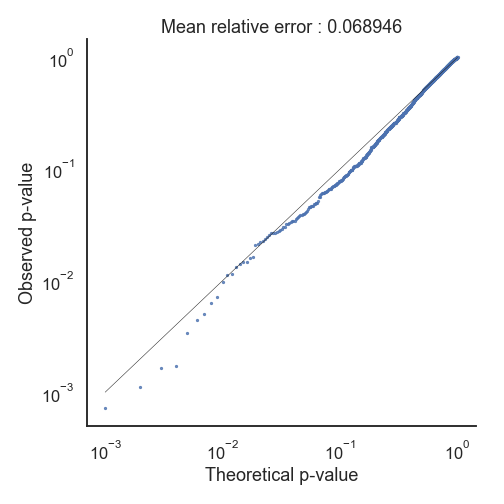 Mean relative error : 0.068946
Observed p-value
10⁰
10⁻¹
10⁻²
10⁻³
10⁻³ 10⁻² 10⁻¹ 10⁰
Theoretical p-value